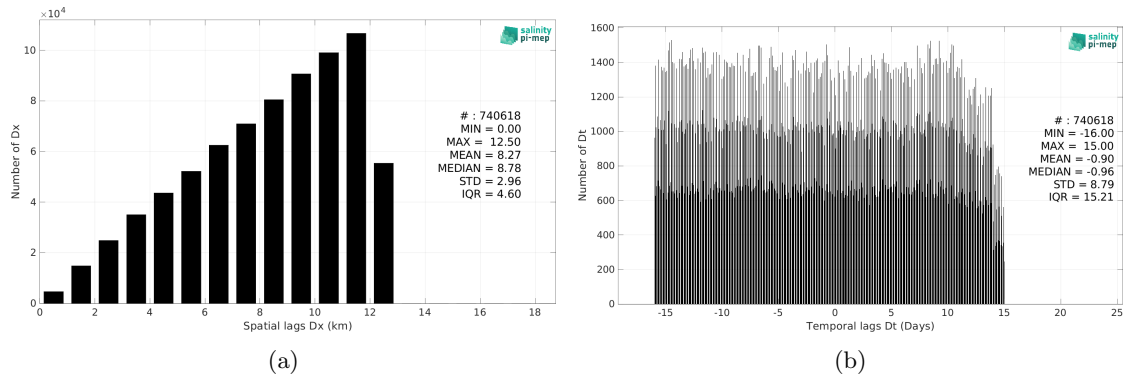 ×10⁴
10
8
6
4
2
0
Number of Dx
0 2 4 6 8 10 12 14 16 18
Spatial lags Dx (km)
salinity
pi-mep
# : 740618
MIN = 0.00
MAX = 12.50
MEAN = 8.27
MEDIAN = 8.78
STD = 2.96
IQR = 4.60
(a)
1600
1400
1200
1000
800
600
400
200
0
Number of Dt
-15 -10 -5 0 5 10 15 20 25
Temporal lags Dt (Days)
salinity
pi-mep
# : 740618
MIN = -16.00
MAX = 15.00
MEAN = -0.90
MEDIAN = -0.96
STD = 8.79
IQR = 15.21
(b)